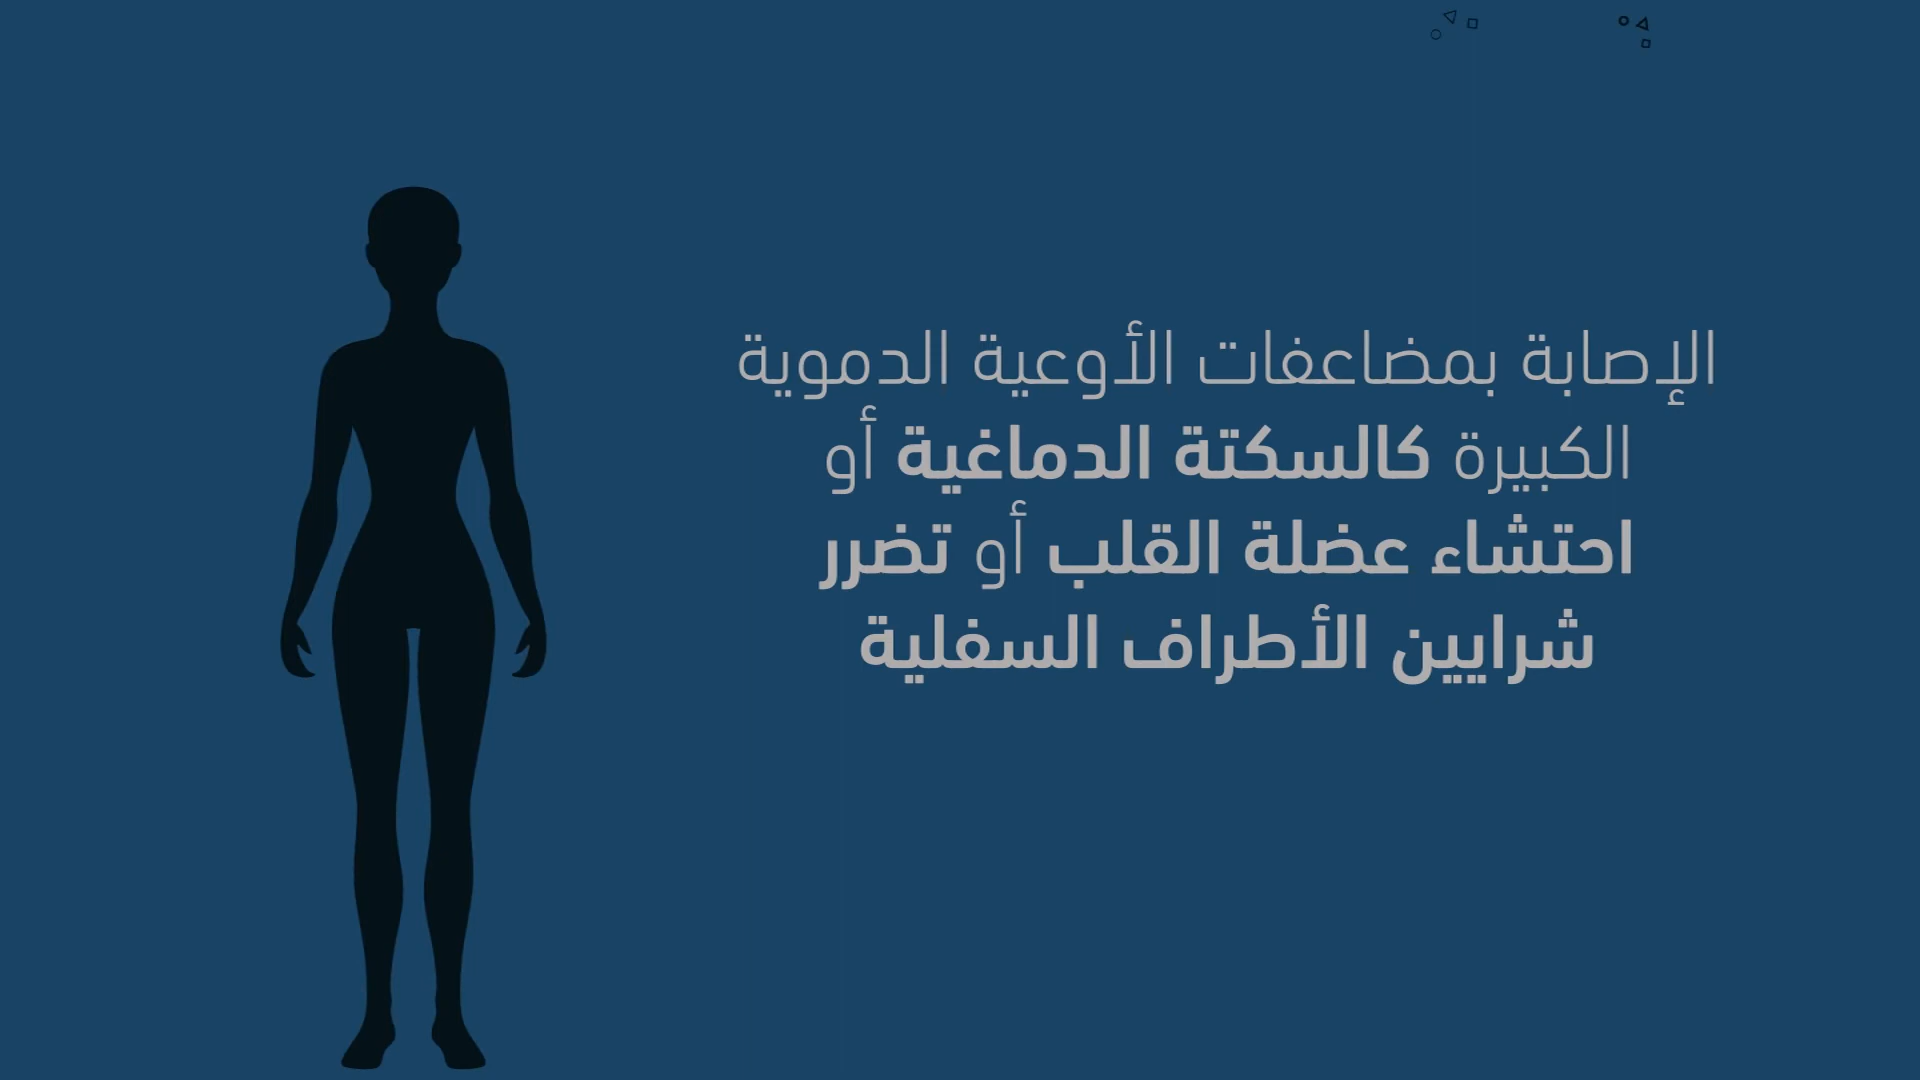 الإصابة بمضاعفات الأوعية الدموية
الكبيرة كالسكتة الدماغية أو
احتشاء عضلة القلب أو تضرر
شرايين الأطراف السفلية